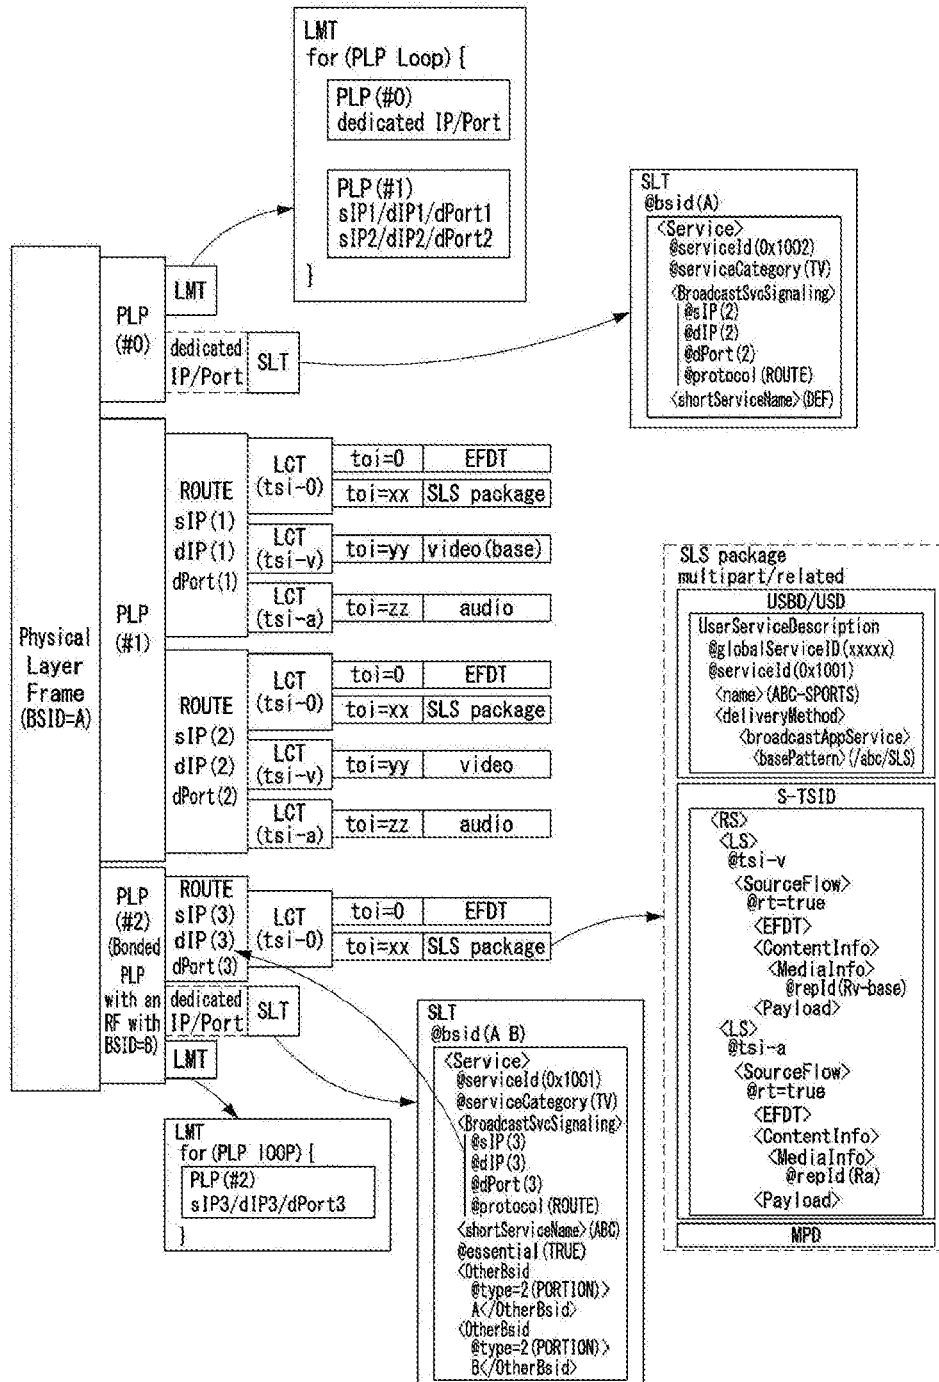 LMT
for(PLP Loop) {
PLP(#0)
dedicated IP/Port
PLP(#1)
sIP1/dIP1/dPort1
sIP2/dIP2/dPort2
}
SLT
@bsid(A)
<Service>
@serviceId(0x1002)
@serviceCategory(TV)
<BroadcastSvcSignaling>
@sIP(2)
@dIP(2)
@dPort(2)
@protocol(ROUTE)
<shortServiceName>(DEF)
Physical
Layer
Frame
(BSID=A)
PLP
(#0)
LMT
dedicated
IP/Port
SLT
PLP
(#1)
ROUTE
sIP(1)
dIP(1)
dPort(1)
LCT
(tsi-0)
toi=0
EFDT
toi=xx
SLS package
LCT
(tsi-v)
toi=yy
video(base)
LCT
(tsi-a)
toi=zz
audio
ROUTE
sIP(2)
dIP(2)
dPort(2)
LCT
(tsi-0)
toi=0
EFDT
toi=xx
SLS package
LCT
(tsi-v)
toi=yy
video
LCT
(tsi-a)
toi=zz
audio
PLP
(#2)
(Bonded
PLP
with an
RF with
BSID=B)
ROUTE
sIP(3)
dIP(3)
dPort(3)
LCT
(tsi-0)
toi=0
EFDT
toi=xx
SLS package
dedicated
IP/Port
SLT
LMT
LMT
for(PLP lOOP) {
PLP(#2)
sIP3/dIP3/dPort3
}
SLT
@bsid(A B)
<Service>
@serviceId(0x1001)
@serviceCategory(TV)
<BroadcastSvcSignaling>
@sIP(3)
@dIP(3)
@dPort(3)
@protocol(ROUTE)
<shortServiceName>(ABC)
@essential(TRUE)
<OtherBsid
@type=2(PORTION)>
A</OtherBsid>
<OtherBsid
@type=2(PORTION)>
B</OtherBsid>
SLS package
multipart/related
USBD/USD
UserServiceDescription
@globalServiceID(xxxxx)
@serviceId(0x1001)
<name>(ABC-SPORTS)
<deliveryMethod>
<broadcastAppService>
<basePattern>(/abc/SLS)
S-TSID
<RS>
<LS>
@tsi-v
<SourceFlow>
@rt=true
<EFDT>
<ContentInfo>
<MediaInfo>
@repId(Rv-base)
<Payload>
<LS>
@tsi-a
<SourceFlow>
@rt=true
<EFDT>
<ContentInfo>
<MediaInfo>
@repId(Ra)
<Payload>
MPD